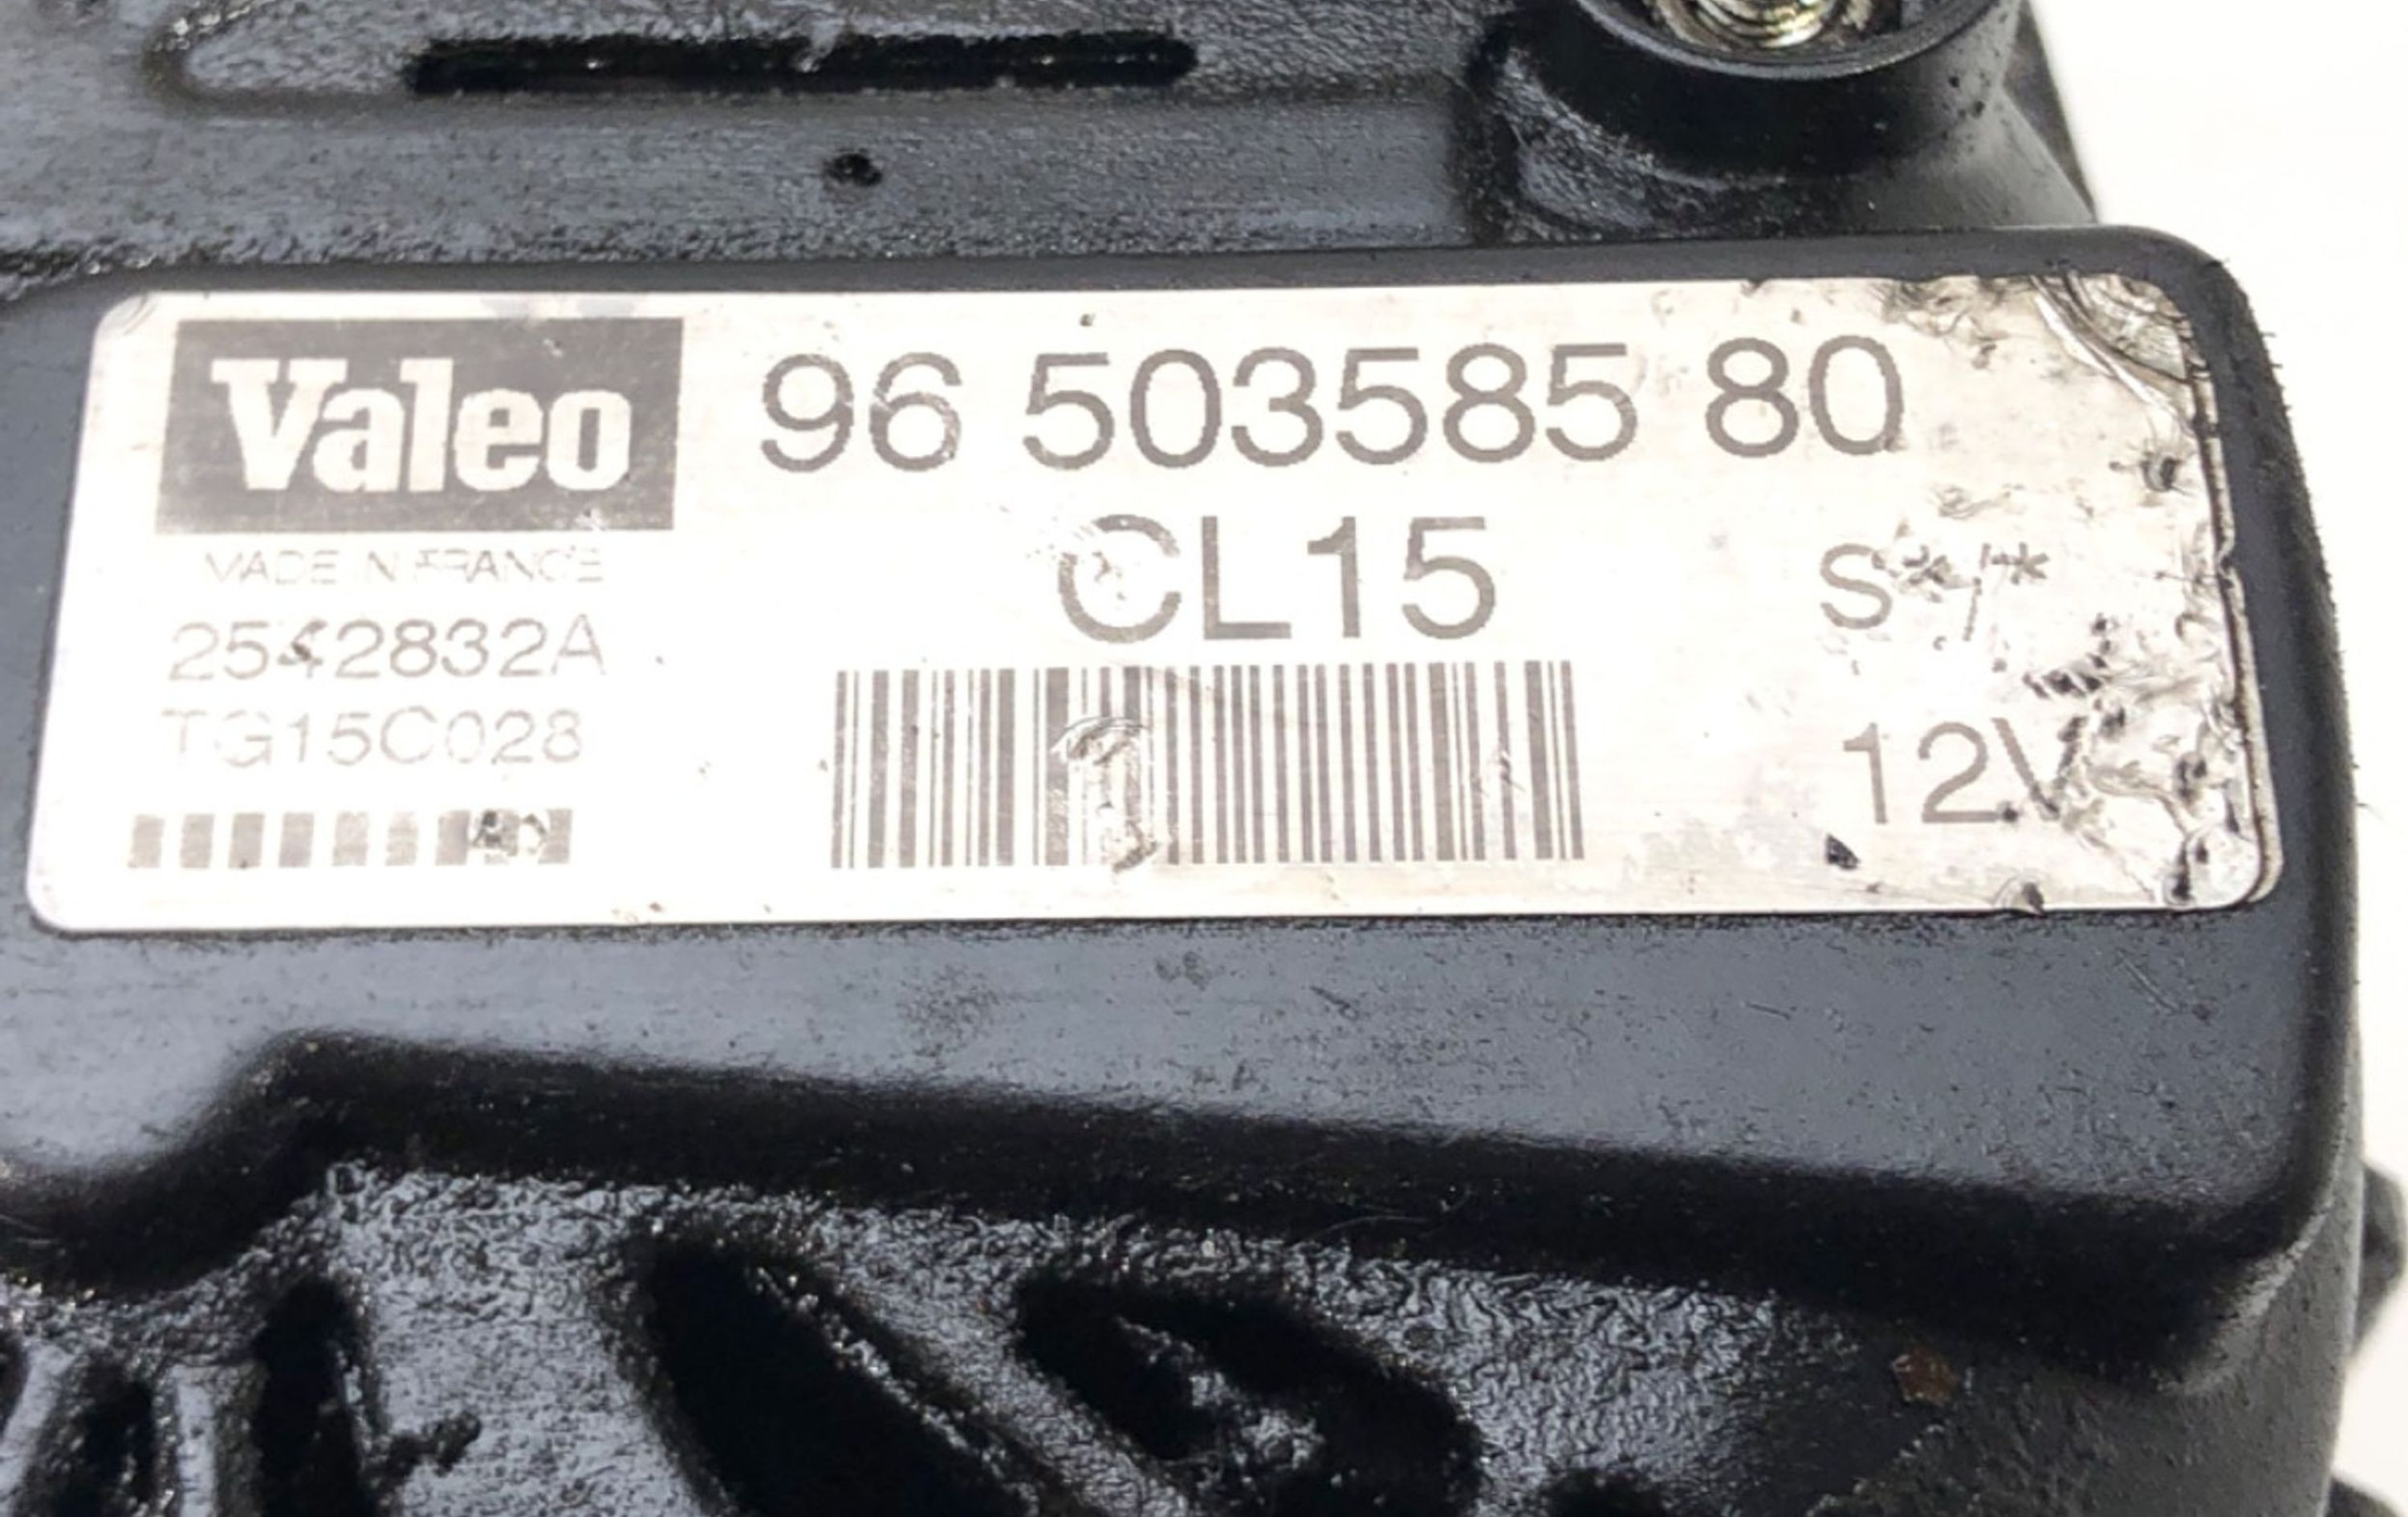 Valeo
96 503585 80
MADE IN FRANCE
CL15
S*/*
2542832A
TG15C028
12V